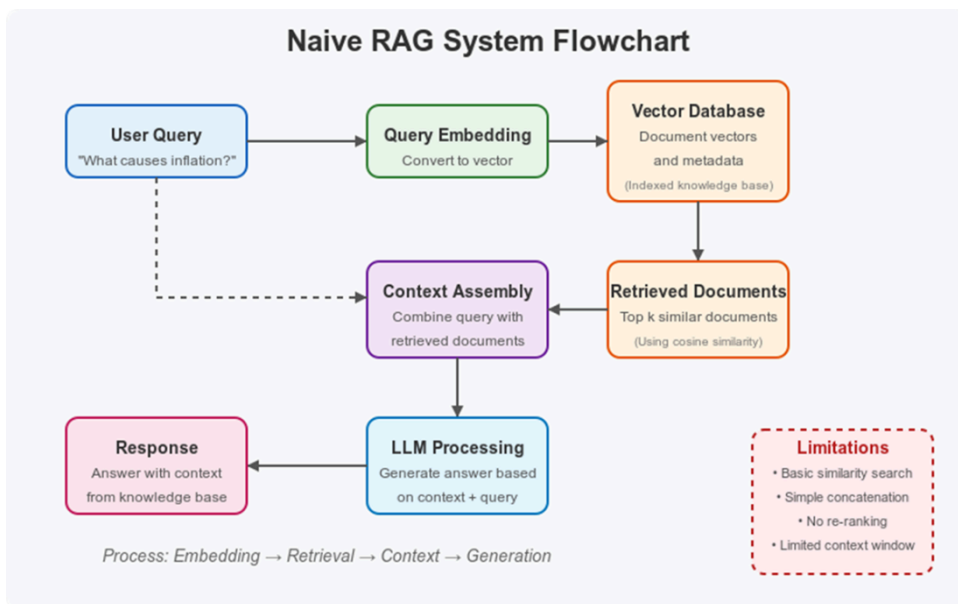 Naive RAG System Flowchart
User Query
"What causes inflation?"
Query Embedding
Convert to vector
Vector Database
Document vectors
and metadata
(Indexed knowledge base)
Context Assembly
Combine query with
retrieved documents
Retrieved Documents
Top k similar documents
(Using cosine similarity)
Response
Answer with context
from knowledge base
LLM Processing
Generate answer based
on context + query
Limitations
• Basic similarity search
• Simple concatenation
• No re-ranking
• Limited context window
Process: Embedding → Retrieval → Context → Generation